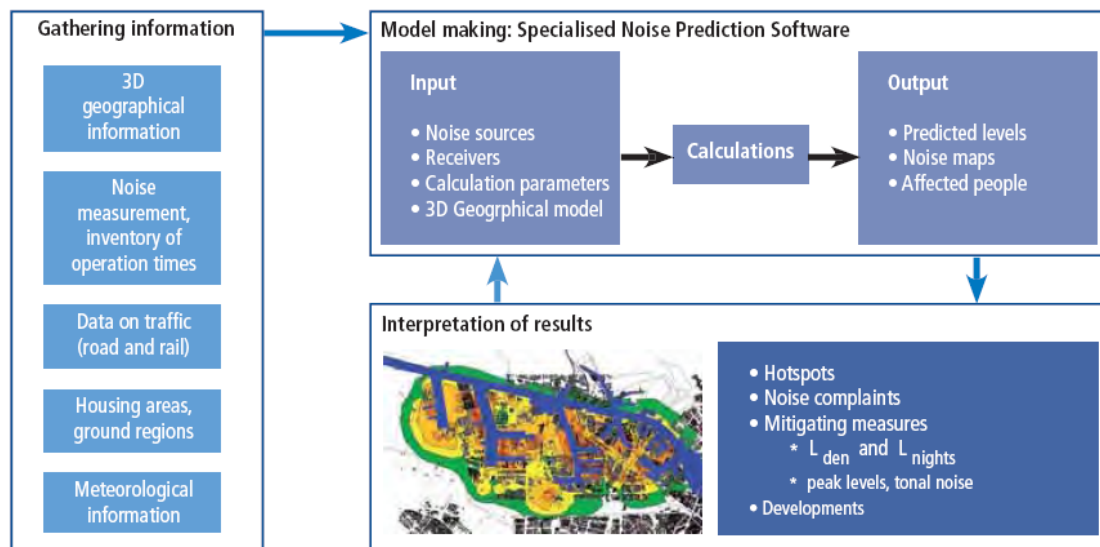 Gathering information
3D
geographical
information
Noise
measurement,
inventory of
operation times
Data on traffic
(road and rail)
Housing areas,
ground regions
Meteorological
information
Model making: Specialised Noise Prediction Software
Input
• Noise sources
• Receivers
• Calculation parameters
• 3D Geogrphical model
Calculations
Output
• Predicted levels
• Noise maps
• Affected people
Interpretation of results
• Hotspots
• Noise complaints
• Mitigating measures
* L den and L nights
* peak levels, tonal noise
• Developments